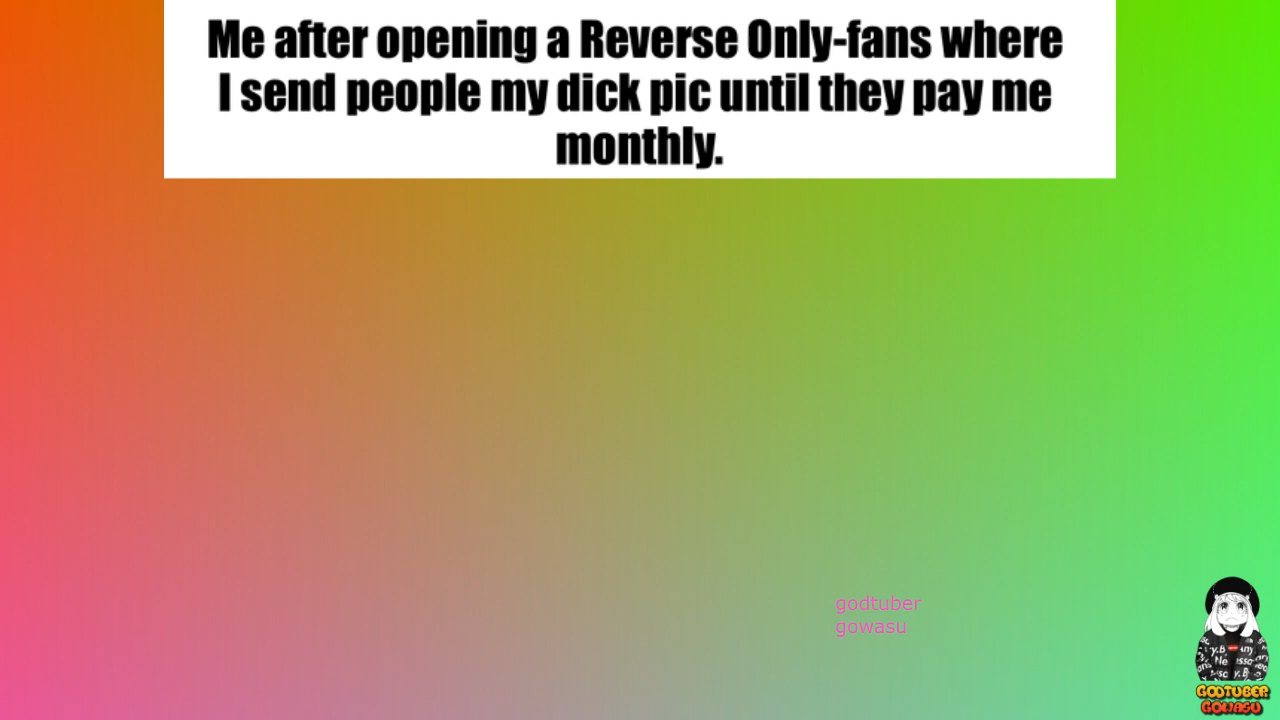 Me after opening a Reverse Only-fans where
I send people my dick pic until they pay me
monthly.
godtuber
gowasu
GODTUBER
GOWASU